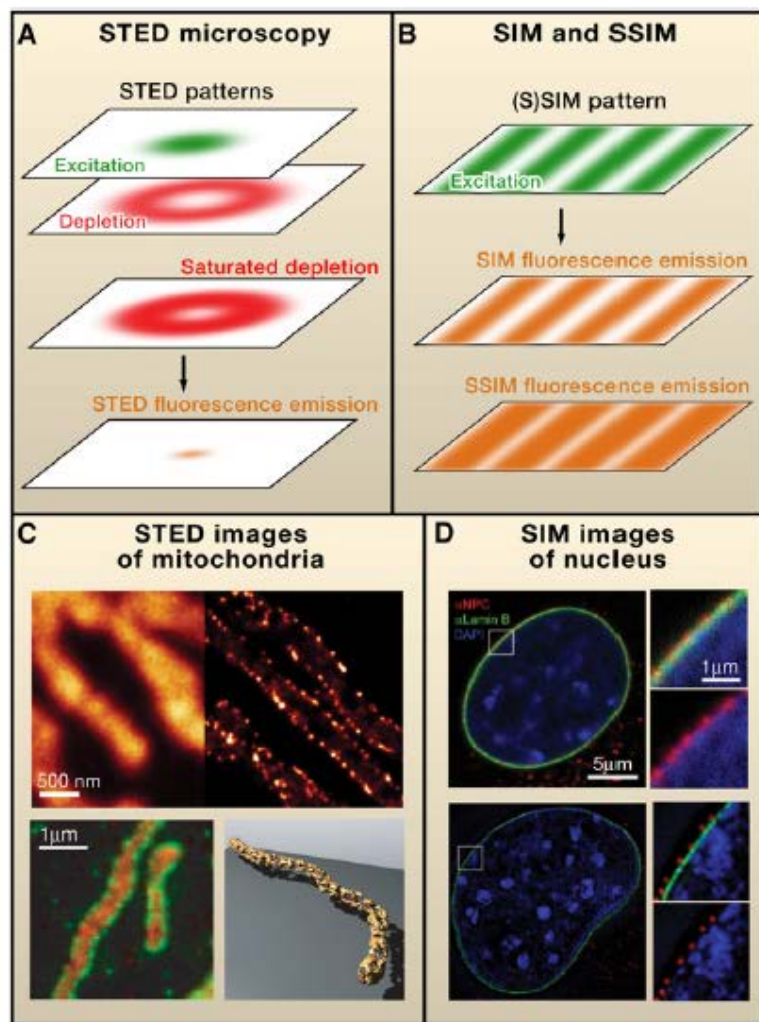 A STED microscopy
STED patterns
Excitation
Depletion
Saturated depletion
STED fluorescence emission
B SIM and SSIM
(S)SIM pattern
Excitation
SIM fluorescence emission
SSIM fluorescence emission
C STED images
of mitochondria
500 nm
1μm
D SIM images
of nucleus
αNPC
αLamin B
DAPI
5μm
1μm